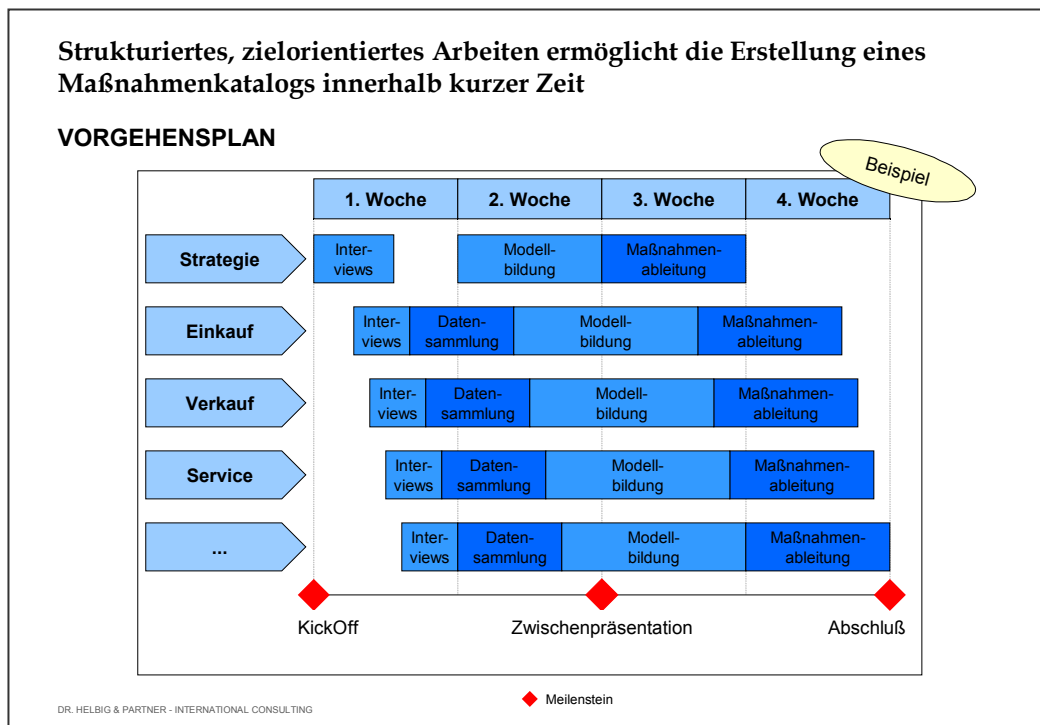 Strukturiertes, zielorientiertes Arbeiten ermöglicht die Erstellung eines
Maßnahmenkatalogs innerhalb kurzer Zeit
VORGEHENSPLAN
Beispiel
1. Woche
2. Woche
3. Woche
4. Woche
Strategie
Inter-
views
Modell-
bildung
Maßnahmen-
ableitung
Einkauf
Inter-
views
Daten-
sammlung
Modell-
bildung
Maßnahmen-
ableitung
Verkauf
Inter-
views
Daten-
sammlung
Modell-
bildung
Maßnahmen-
ableitung
Service
Inter-
views
Daten-
sammlung
Modell-
bildung
Maßnahmen-
ableitung
...
Inter-
views
Daten-
sammlung
Modell-
bildung
Maßnahmen-
ableitung
KickOff
Zwischenpräsentation
Abschluß
Meilenstein
DR. HELBIG & PARTNER - INTERNATIONAL CONSULTING